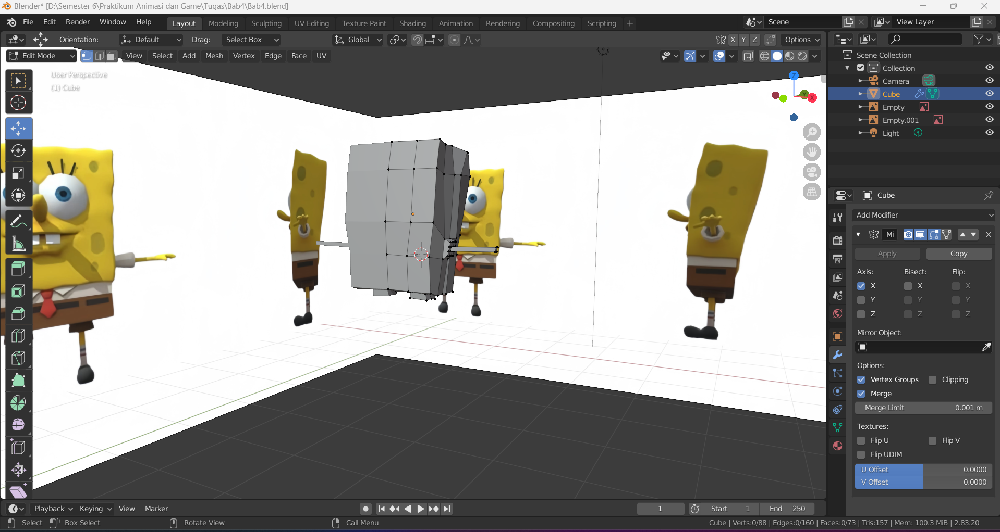 Blender* [D:\Semester 6\Praktikum Animasi dan Game\Tugas\Bab4\Bab4.blend]
File Edit Render Window Help Layout Modeling Sculpting UV Editing Texture Paint Shading Animation Rendering Compositing Scripting + Scene View Layer
Orientation: Default Drag: Select Box Global X Y Z Options
Edit Mode View Select Add Mesh Vertex Edge Face UV
User Perspective
(1) Cube
Z
Y
X
Scene Collection
Collection
Camera
Cube
Empty
Empty.001
Light
Cube
Add Modifier
Mi
Apply Copy
Axis: Bisect: Flip:
X X X
Y Y Y
Z Z Z
Mirror Object:
Options:
Vertex Groups Clipping
Merge
Merge Limit 0.001 m
Textures:
Flip U Flip V
Flip UDIM
U Offset 0.0000
V Offset 0.0000
Playback Keying View Marker 1 Start 1 End 250
Select Box Select Rotate View Call Menu Cube | Verts:0/88 | Edges:0/160 | Faces:0/73 | Tris:157 | Mem: 100.3 MiB | 2.83.20